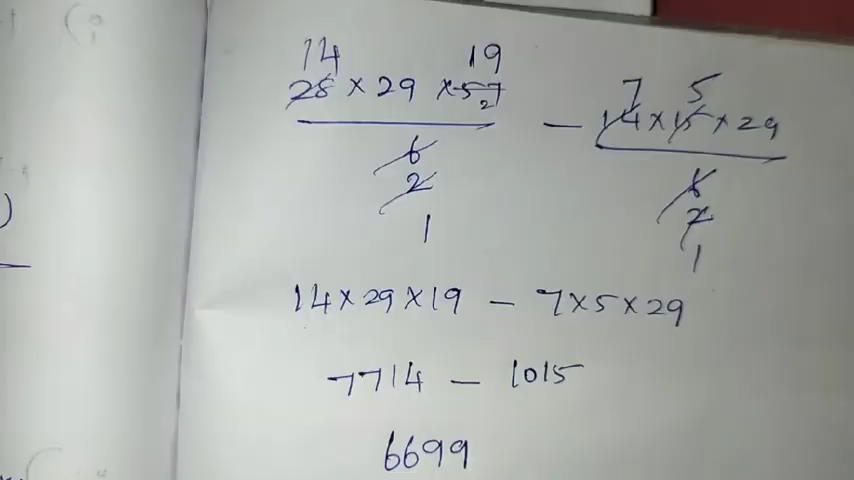 14 19
28 × 29 × 57 7 5
2
— 14 × 15 × 29
6 6
2 2
1 1
14 × 29 × 19 — 7 × 5 × 29
7714 — 1015
6699